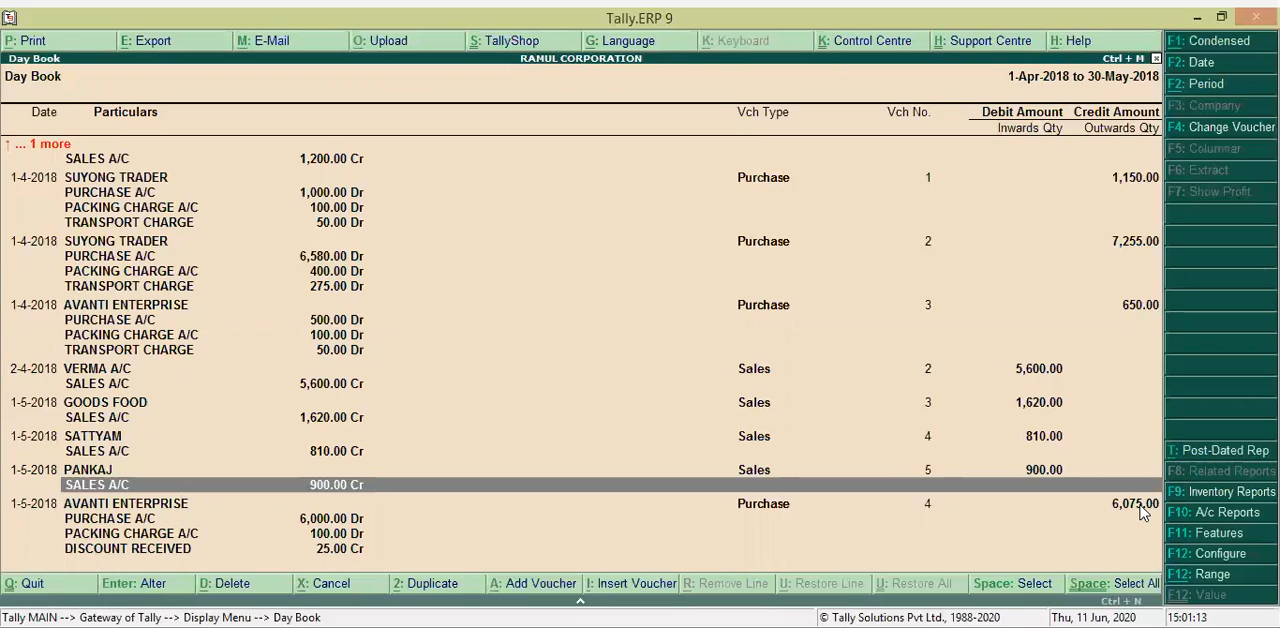 Tally.ERP 9
P: Print E: Export M: E-Mail O: Upload S: TallyShop G: Language K: Keyboard K: Control Centre H: Support Centre H: Help
Day Book RAMUL CORPORATION Ctrl + M
Day Book 1-Apr-2018 to 30-May-2018
Date Particulars Vch Type Vch No. Debit Amount Credit Amount
Inwards Qty Outwards Qty
↑ ... 1 more
SALES A/C 1,200.00 Cr
1-4-2018 SUYONG TRADER Purchase 1 1,150.00
PURCHASE A/C 1,000.00 Dr
PACKING CHARGE A/C 100.00 Dr
TRANSPORT CHARGE 50.00 Dr
1-4-2018 SUYONG TRADER Purchase 2 7,255.00
PURCHASE A/C 6,580.00 Dr
PACKING CHARGE A/C 400.00 Dr
TRANSPORT CHARGE 275.00 Dr
1-4-2018 AVANTI ENTERPRISE Purchase 3 650.00
PURCHASE A/C 500.00 Dr
PACKING CHARGE A/C 100.00 Dr
TRANSPORT CHARGE 50.00 Dr
2-4-2018 VERMA A/C Sales 2 5,600.00
SALES A/C 5,600.00 Cr
1-5-2018 GOODS FOOD Sales 3 1,620.00
SALES A/C 1,620.00 Cr
1-5-2018 SATTYAM Sales 4 810.00
SALES A/C 810.00 Cr
1-5-2018 PANKAJ Sales 5 900.00
SALES A/C 900.00 Cr
1-5-2018 AVANTI ENTERPRISE Purchase 4 6,075.00
PURCHASE A/C 6,000.00 Dr
PACKING CHARGE A/C 100.00 Dr
DISCOUNT RECEIVED 25.00 Cr
F1: Condensed
F2: Date
F2: Period
F3: Company
F4: Change Voucher
F5: Columnar
F6: Extract
F7: Show Profit
T: Post-Dated Rep
F8: Related Reports
F9: Inventory Reports
F10: A/c Reports
F11: Features
F12: Configure
F12: Range
F12: Value
Q: Quit Enter: Alter D: Delete X: Cancel 2: Duplicate A: Add Voucher I: Insert Voucher R: Remove Line U: Restore Line U: Restore All Space: Select Space: Select All
Ctrl + N
Tally MAIN --> Gateway of Tally --> Display Menu --> Day Book © Tally Solutions Pvt Ltd., 1988-2020 Thu, 11 Jun, 2020 15:01:13